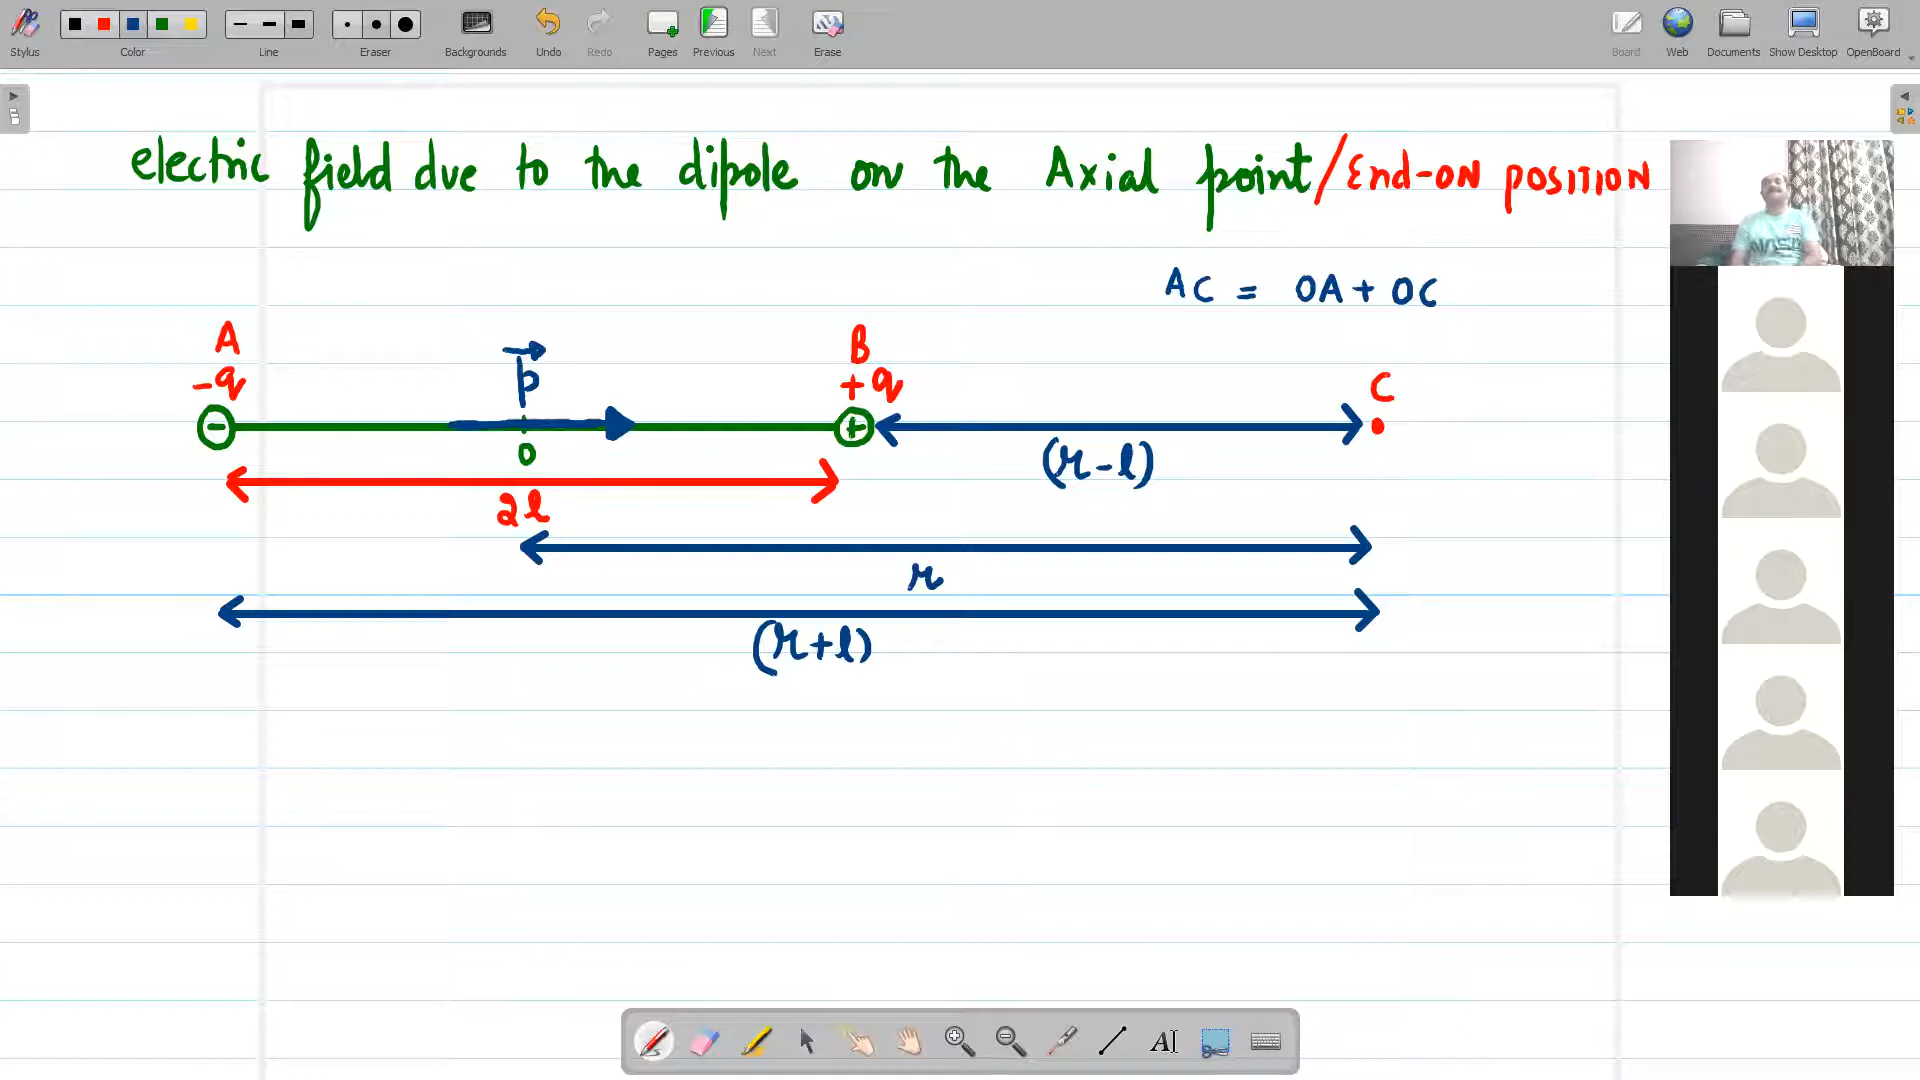 Stylus Color Line Eraser Backgrounds Undo Redo Pages Previous Next Erase Board Web Documents Show Desktop OpenBoard
electric field due to the dipole on the Axial point/End-ON POSITION
AC = OA + OC
A B
-q p +q C
− + 
O (r-l)
2l
r
(r+l)